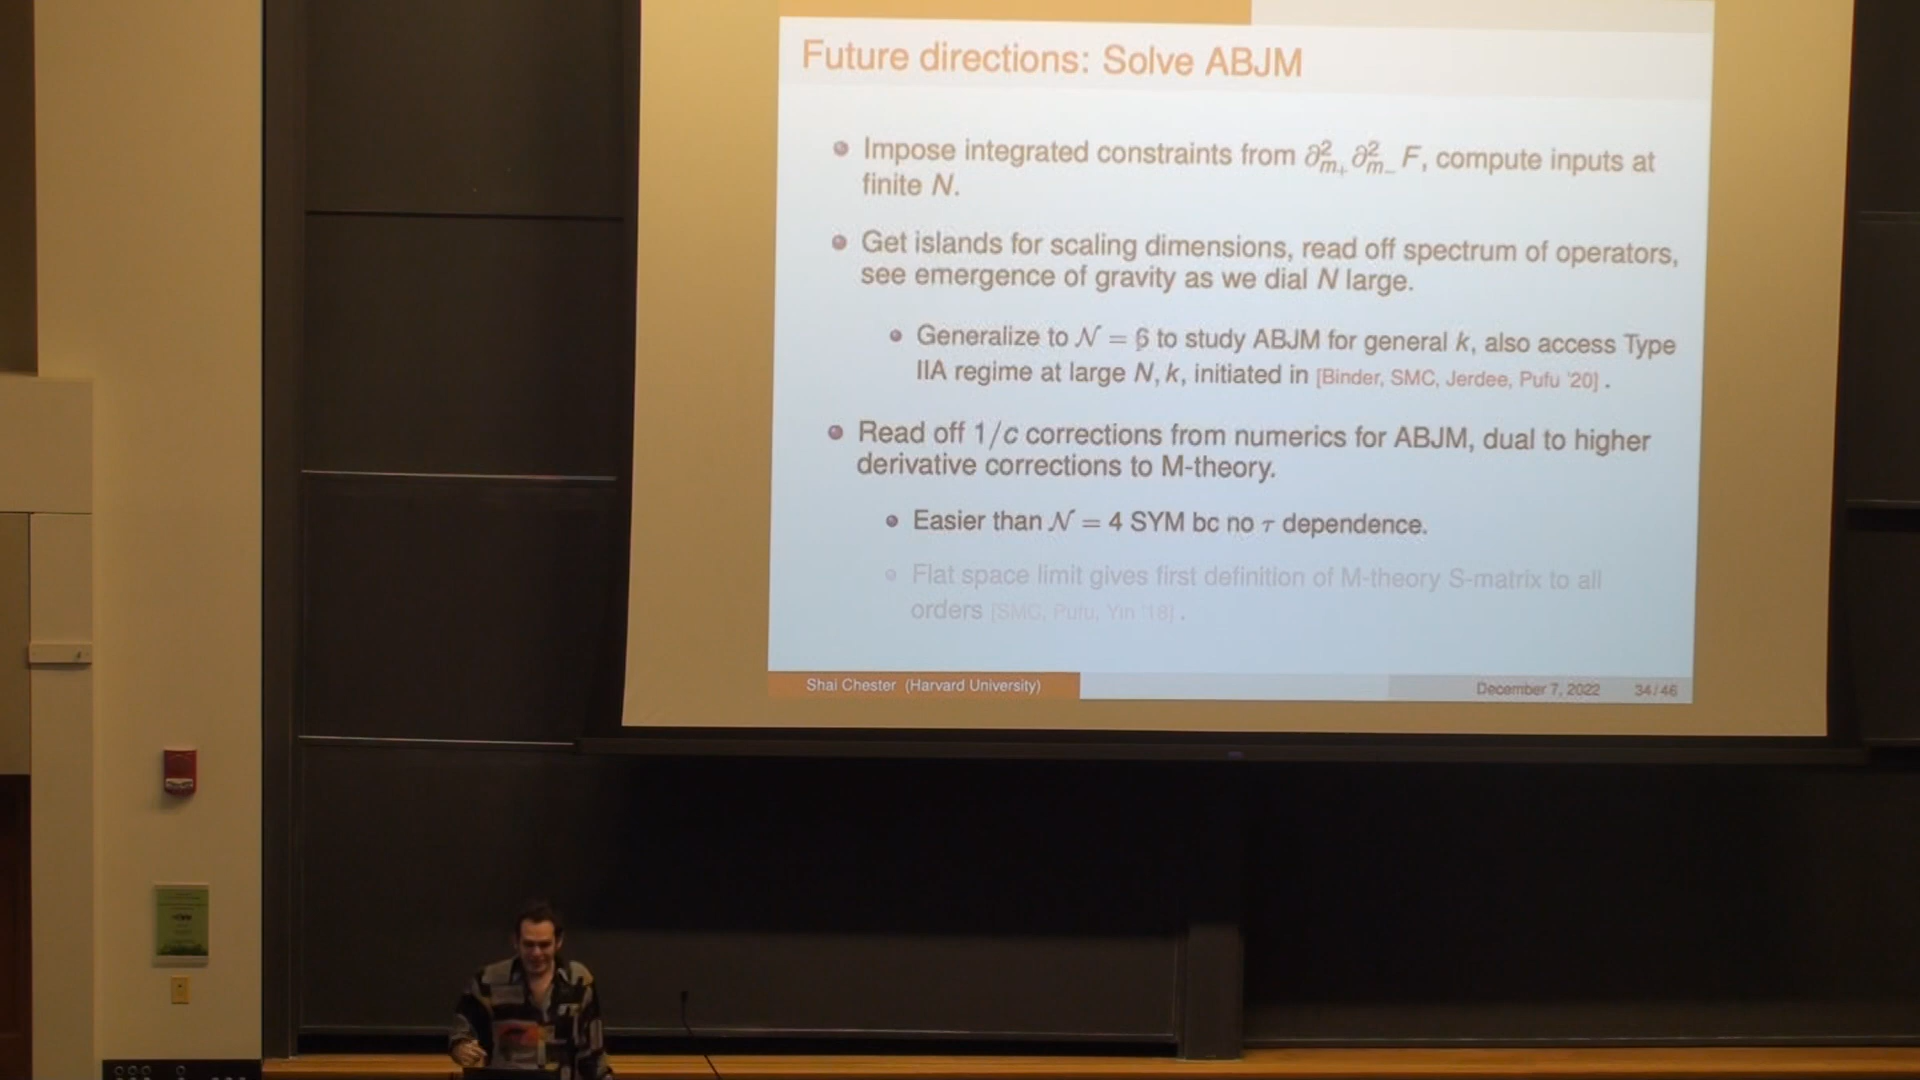 Future directions: Solve ABJM
Impose integrated constraints from ∂²ₘ₊ ∂²ₘ₋ F, compute inputs at
finite N.
Get islands for scaling dimensions, read off spectrum of operators,
see emergence of gravity as we dial N large.
Generalize to 𝒩 = 6 to study ABJM for general k, also access Type
IIA regime at large N, k, initiated in [Binder, SMC, Jerdee, Pufu '20] .
Read off 1/c corrections from numerics for ABJM, dual to higher
derivative corrections to M-theory.
Easier than 𝒩 = 4 SYM bc no τ dependence.
Flat space limit gives first definition of M-theory S-matrix to all
orders [SMC, Pufu, Yin '18] .
Shai Chester (Harvard University)
December 7, 2022
34/46